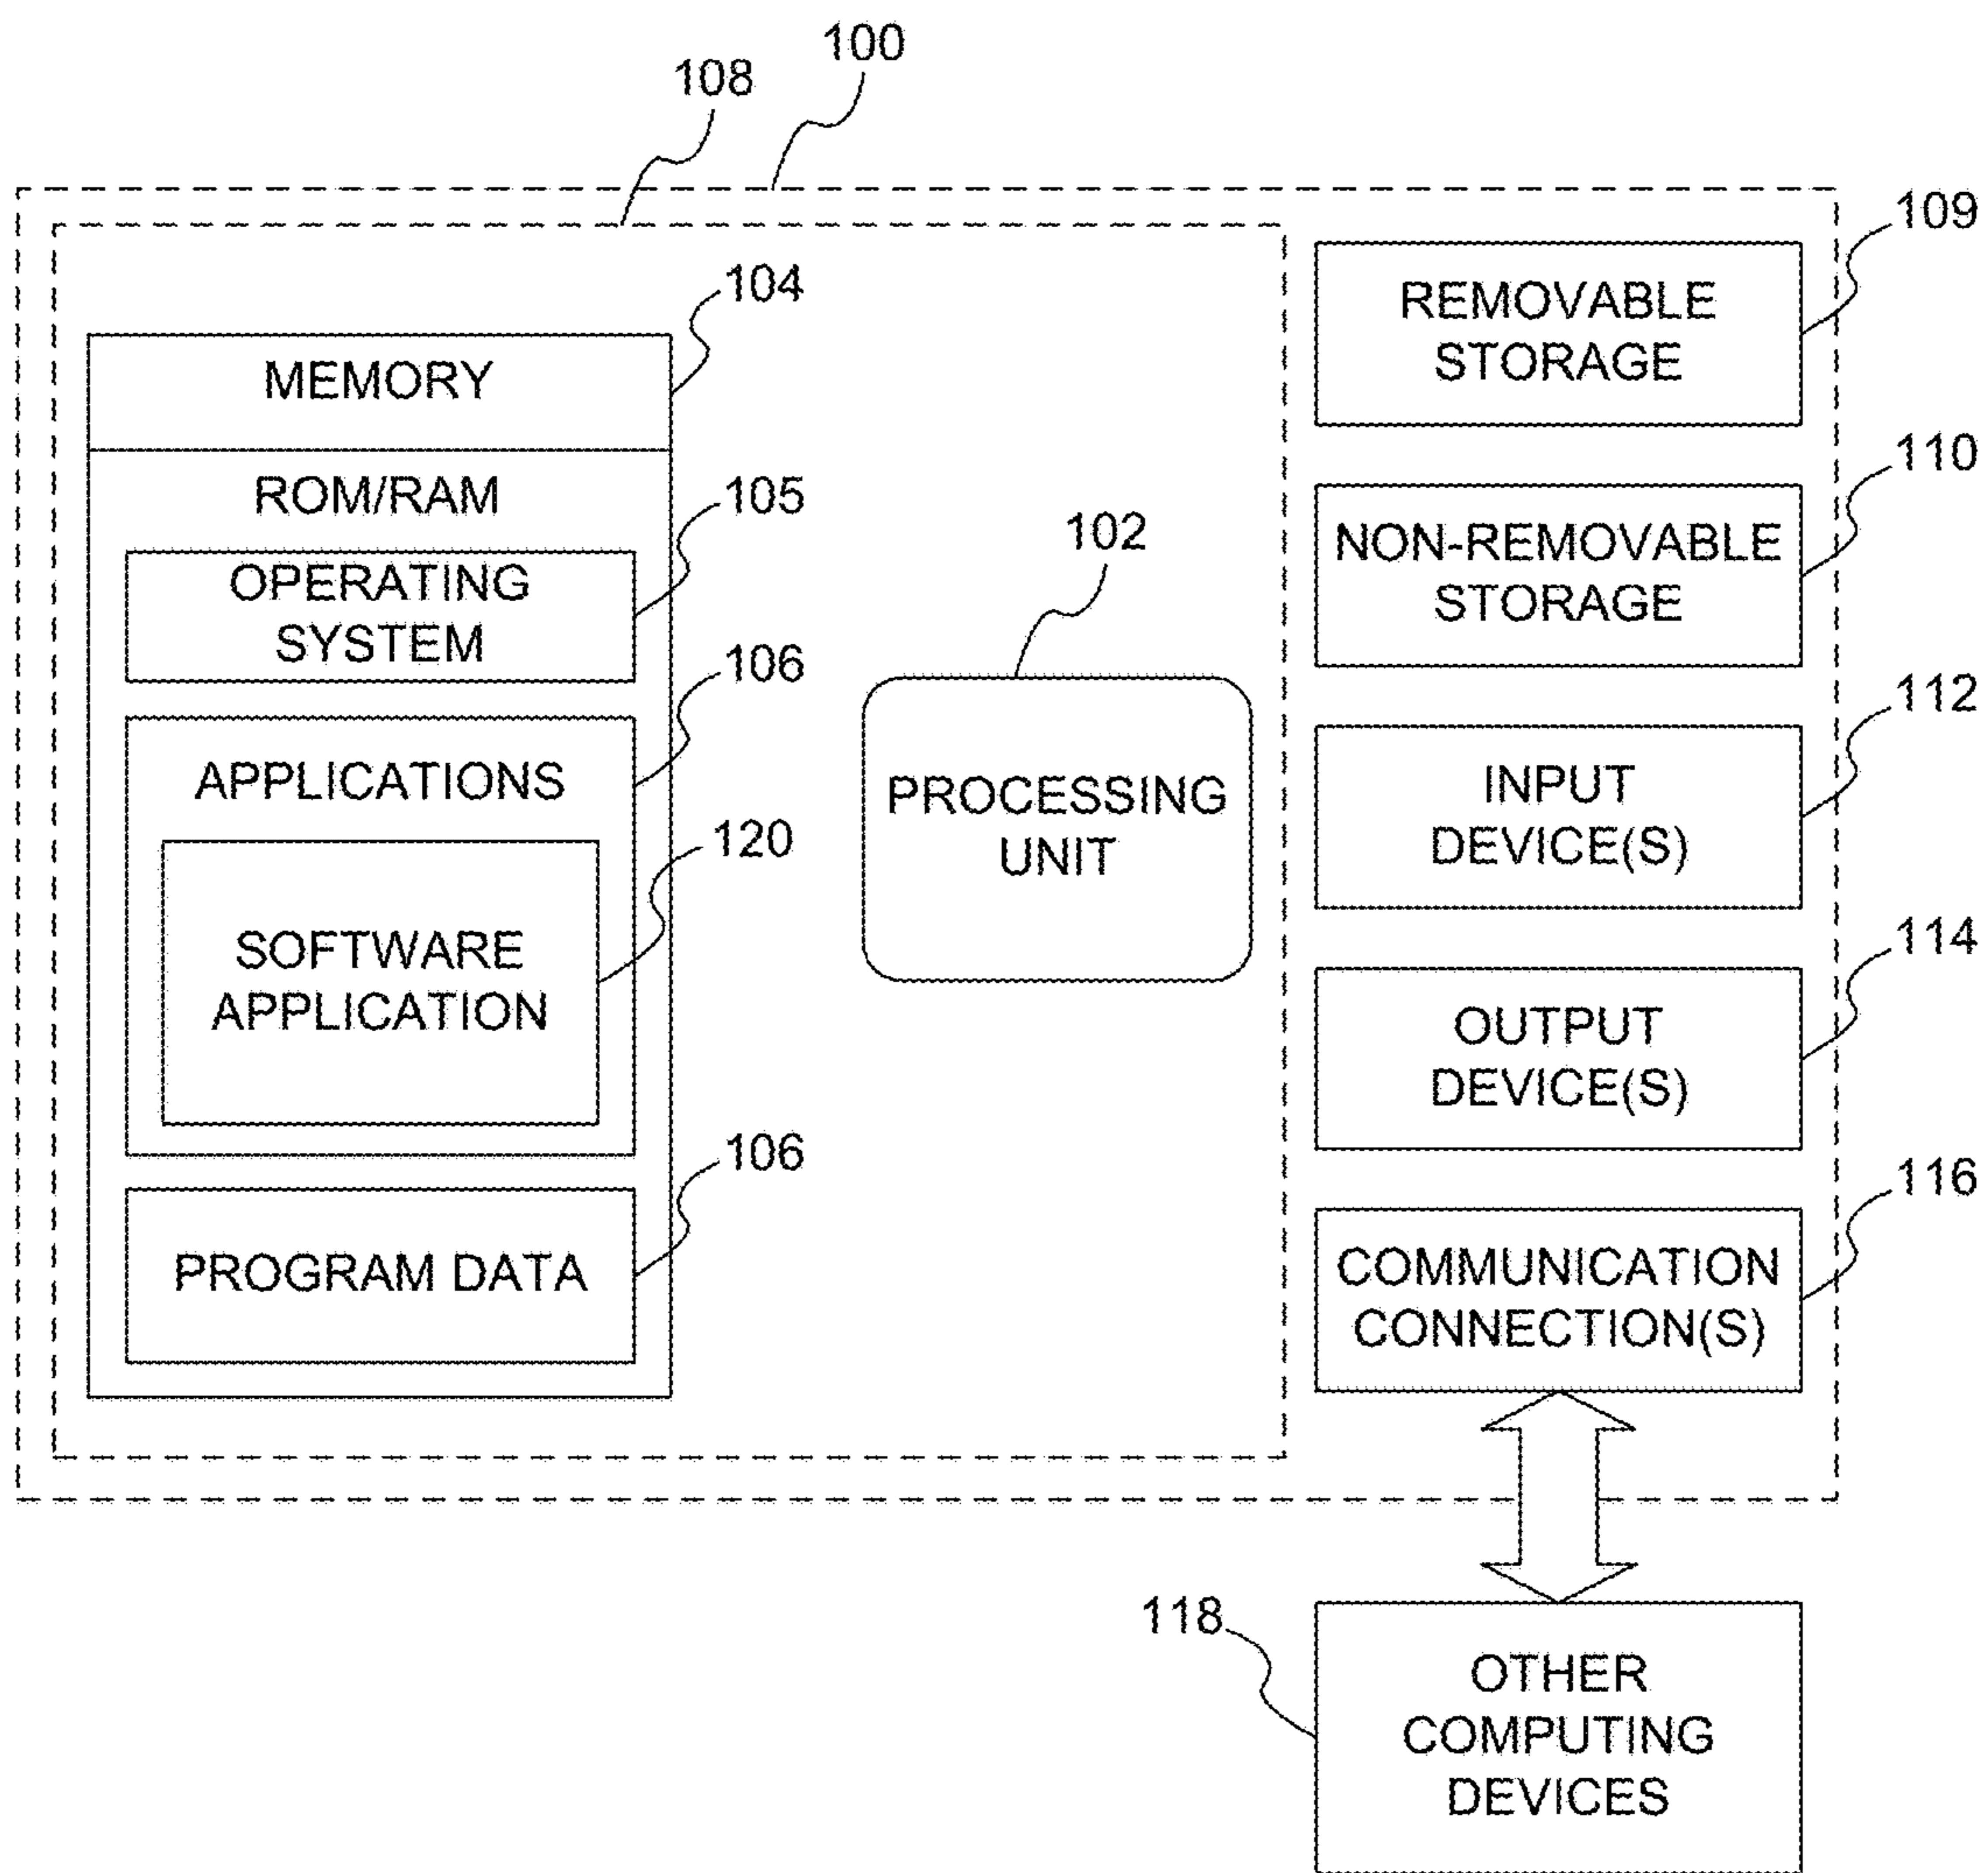 100
108
109
REMOVABLE
STORAGE
104
MEMORY
110
ROM/RAM
105
NON-REMOVABLE
STORAGE
102
OPERATING
SYSTEM
106
112
APPLICATIONS
PROCESSING
UNIT
INPUT
DEVICE(S)
120
114
SOFTWARE
APPLICATION
OUTPUT
DEVICE(S)
106
116
PROGRAM DATA
COMMUNICATION
CONNECTION(S)
118
OTHER
COMPUTING
DEVICES